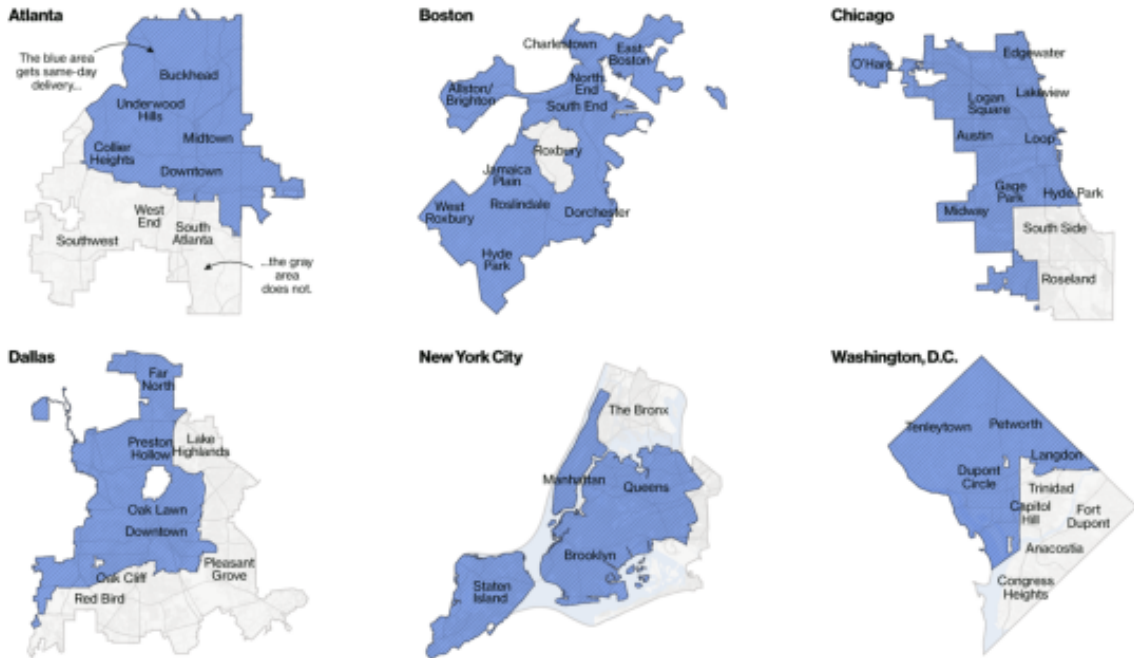 Atlanta
The blue area
gets same-day
delivery...
Buckhead
Underwood
Hills
Midtown
Collier
Heights
Downtown
West
End
South
Atlanta
Southwest
...the gray
area
does not.
Boston
Charlestown
East
Boston
North
End
Allston/
Brighton
South End
Roxbury
Jamaica
Plain
West
Roxbury
Roslindale
Dorchester
Hyde
Park
Chicago
Edgewater
O'Hare
Lakeview
Logan
Square
Austin
Loop
Gage
Park
Hyde Park
Midway
South Side
Roseland
Dallas
Far
North
Preston
Hollow
Lake
Highlands
Oak Lawn
Downtown
Pleasant
Grove
Oak Cliff
Red Bird
New York City
The Bronx
Manhattan
Queens
Brooklyn
Staten
Island
Washington, D.C.
Tenleytown
Petworth
Langdon
Dupont
Circle
Trinidad
Capitol
Hill
Fort
Dupont
Anacostia
Congress
Heights